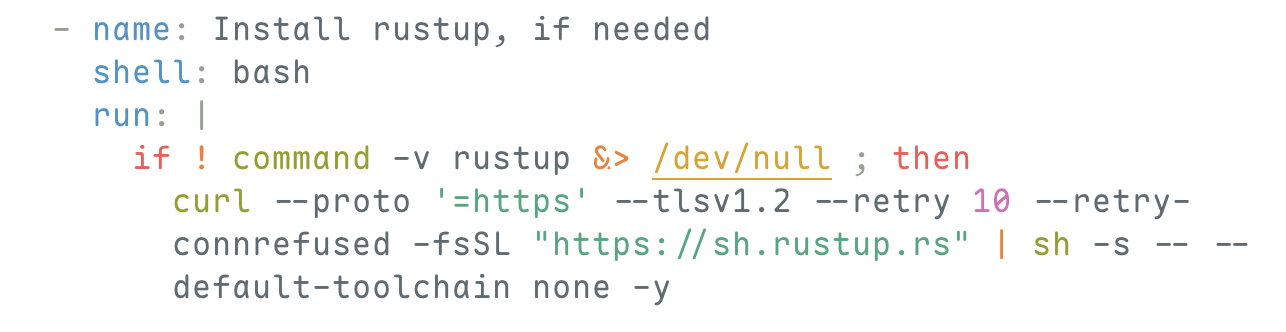 - name: Install rustup, if needed
  shell: bash
  run: |
    if ! command -v rustup &> /dev/null ; then
      curl --proto '=https' --tlsv1.2 --retry 10 --retry-
      connrefused -fsSL "https://sh.rustup.rs" | sh -s -- --
      default-toolchain none -y